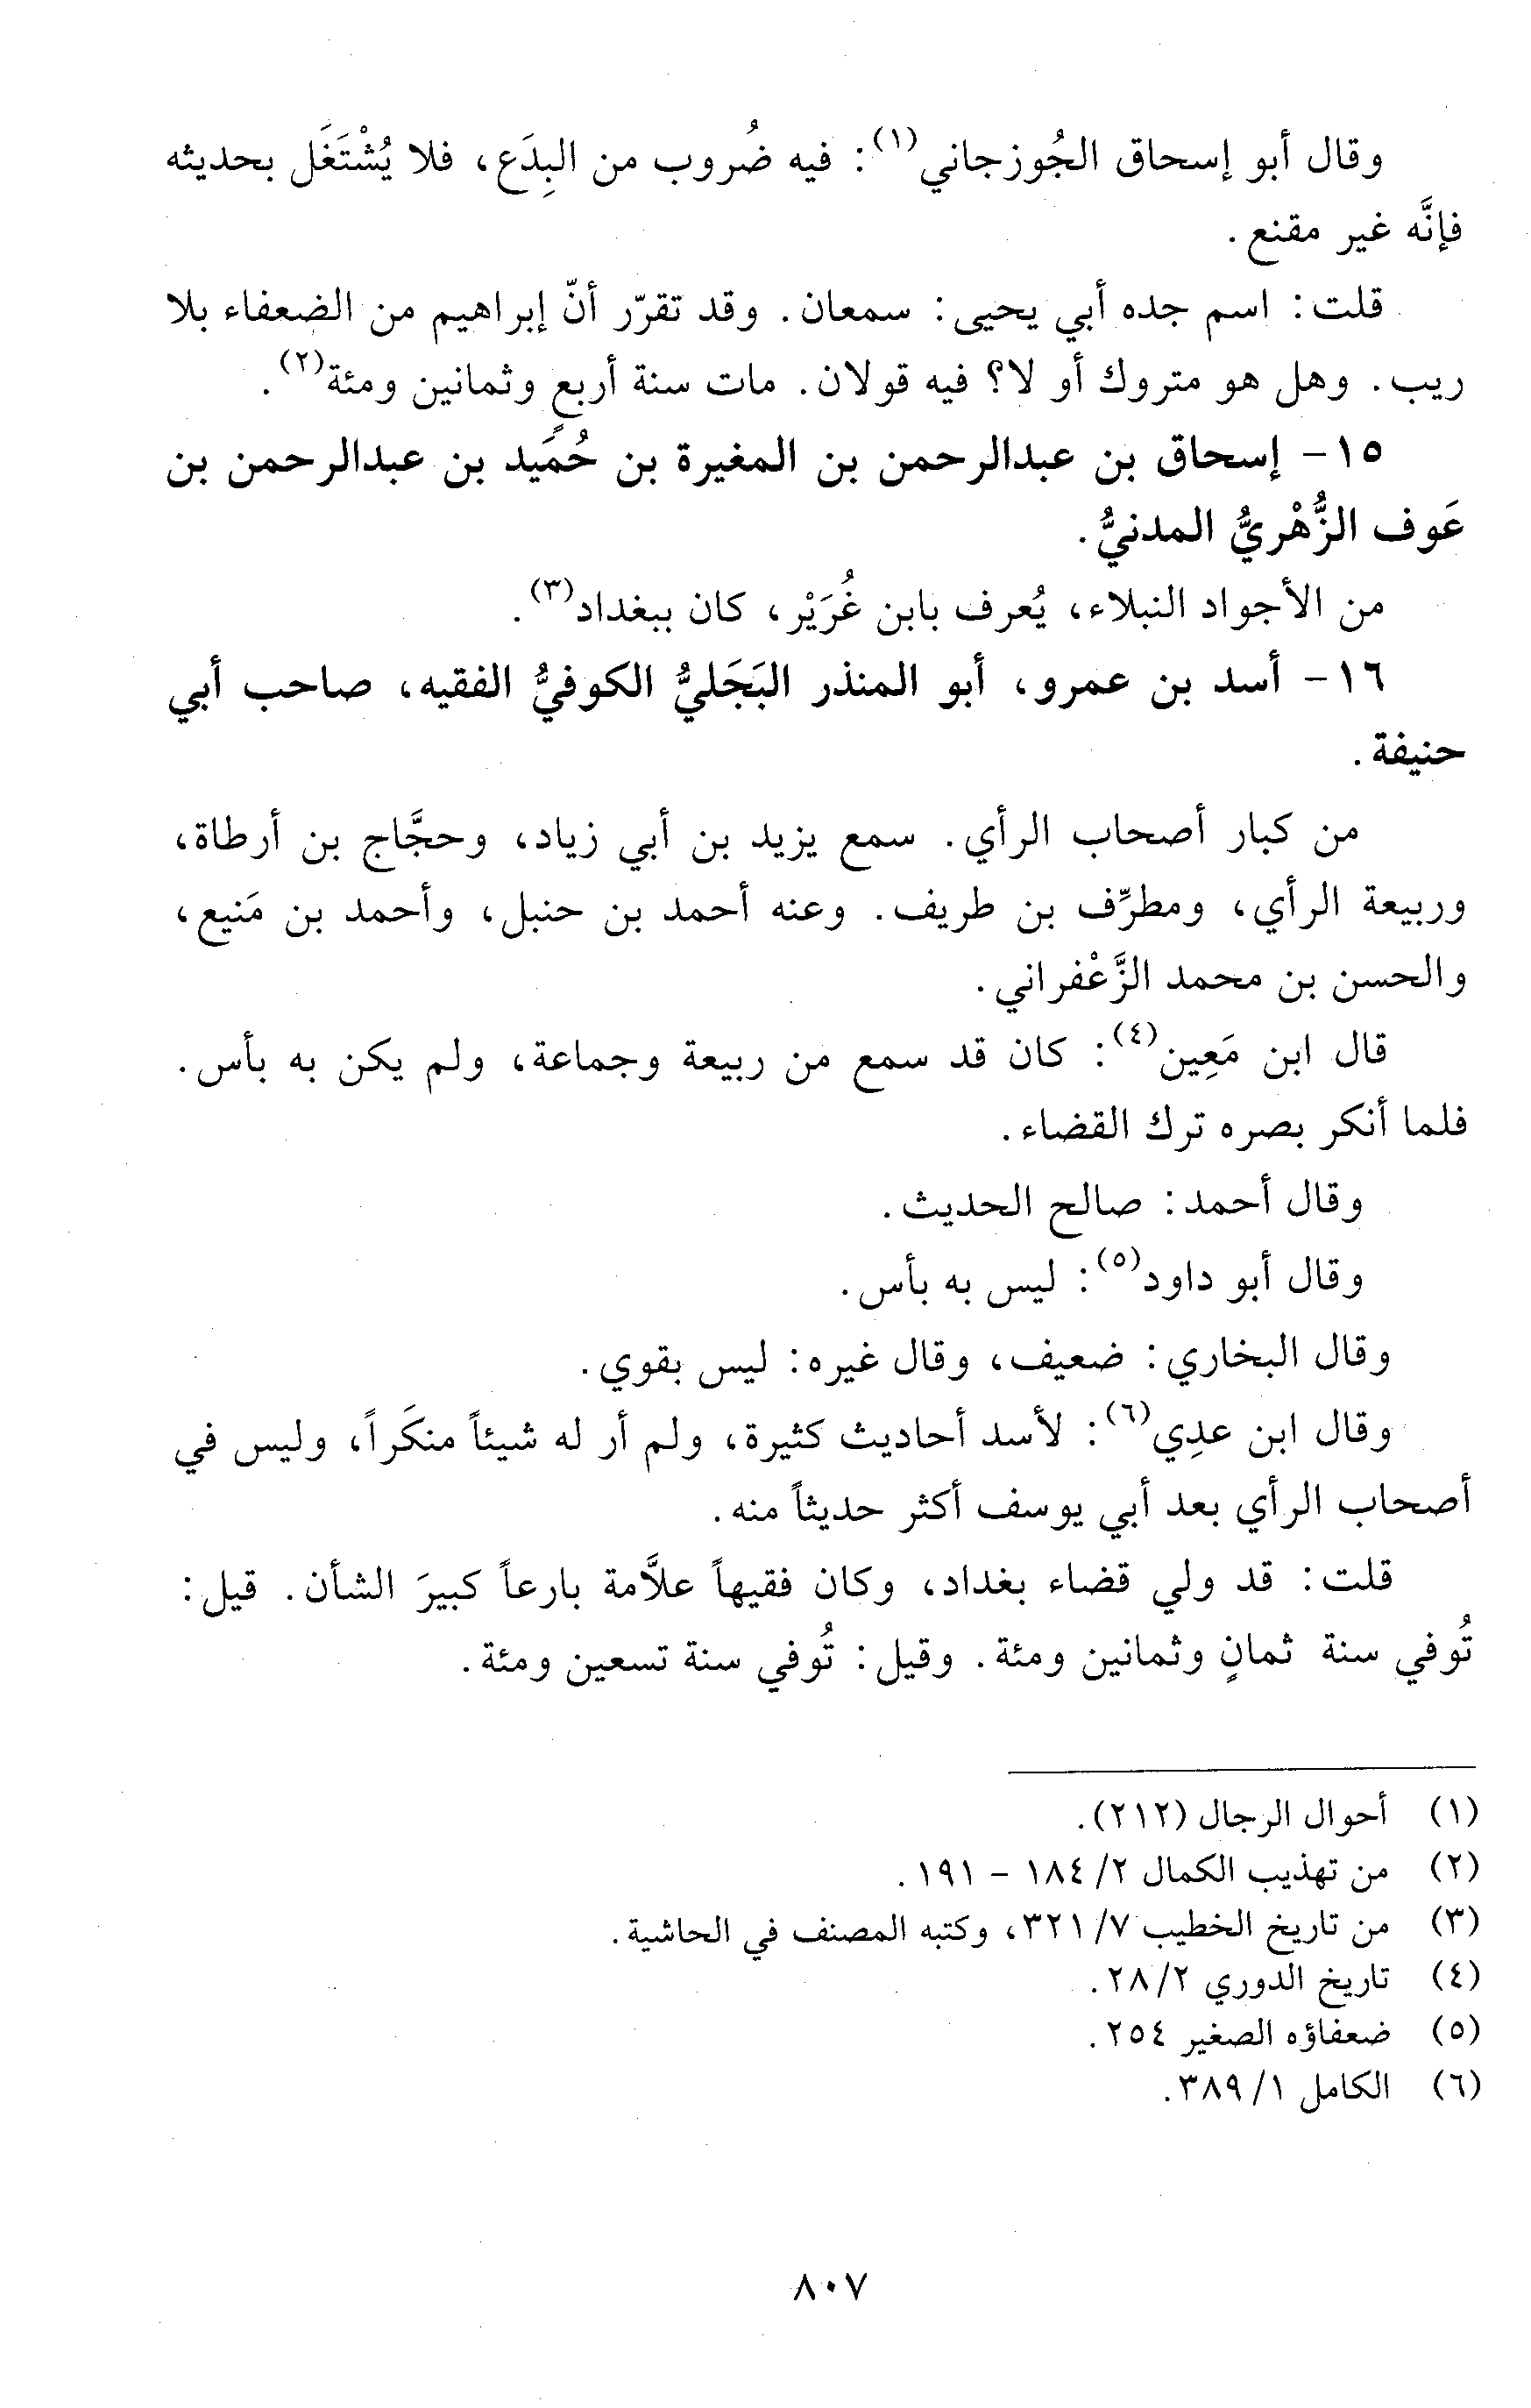 وقال أبو إسحاق الجُوزجاني(١): فيه ضُروب من البِدَع، فلا يُشْتَغَل بحديثه
فإنَّه غير مقنع.
قلت: اسم جده أبي يحيى: سمعان. وقد تقرّر أنّ إبراهيم من الضعفاء بلا
ريب. وهل هو متروك أو لا؟ فيه قولان. مات سنة أربعٍ وثمانين ومئة(٢).
١٥- إسحاق بن عبدالرحمن بن المغيرة بن حُمَيد بن عبدالرحمن بن
عَوف الزُّهْريُّ المدنيُّ.
من الأجواد النبلاء، يُعرف بابن غُرَيْر، كان ببغداد(٣).
١٦- أسد بن عمرو، أبو المنذر البَجَليُّ الكوفيُّ الفقيه، صاحب أبي
حنيفة.
من كبار أصحاب الرأي. سمع يزيد بن أبي زياد، وحجَّاج بن أرطاة،
وربيعة الرأي، ومطرِّف بن طريف. وعنه أحمد بن حنبل، وأحمد بن مَنيع،
والحسن بن محمد الزَّعْفراني.
قال ابن مَعِين(٤): كان قد سمع من ربيعة وجماعة، ولم يكن به بأس.
فلما أنكر بصره ترك القضاء.
وقال أحمد: صالح الحديث.
وقال أبو داود(٥): ليس به بأس.
وقال البخاري: ضعيف، وقال غيره: ليس بقوي.
وقال ابن عدِي(٦): لأسد أحاديث كثيرة، ولم أر له شيئاً منكَراً، وليس في
أصحاب الرأي بعد أبي يوسف أكثر حديثاً منه.
قلت: قد ولي قضاء بغداد، وكان فقيهاً علاَّمة بارعاً كبيرَ الشأن. قيل:
تُوفي سنة ثمانٍ وثمانين ومئة. وقيل: تُوفي سنة تسعين ومئة.
(١) أحوال الرجال (٢١٢).
(٢) من تهذيب الكمال ٢/ ١٨٤ - ١٩١.
(٣) من تاريخ الخطيب ٧/ ٣٢١، وكتبه المصنف في الحاشية.
(٤) تاريخ الدوري ٢/ ٢٨.
(٥) ضعفاؤه الصغير ٢٥٤.
(٦) الكامل ١/ ٣٨٩.
٨٠٧